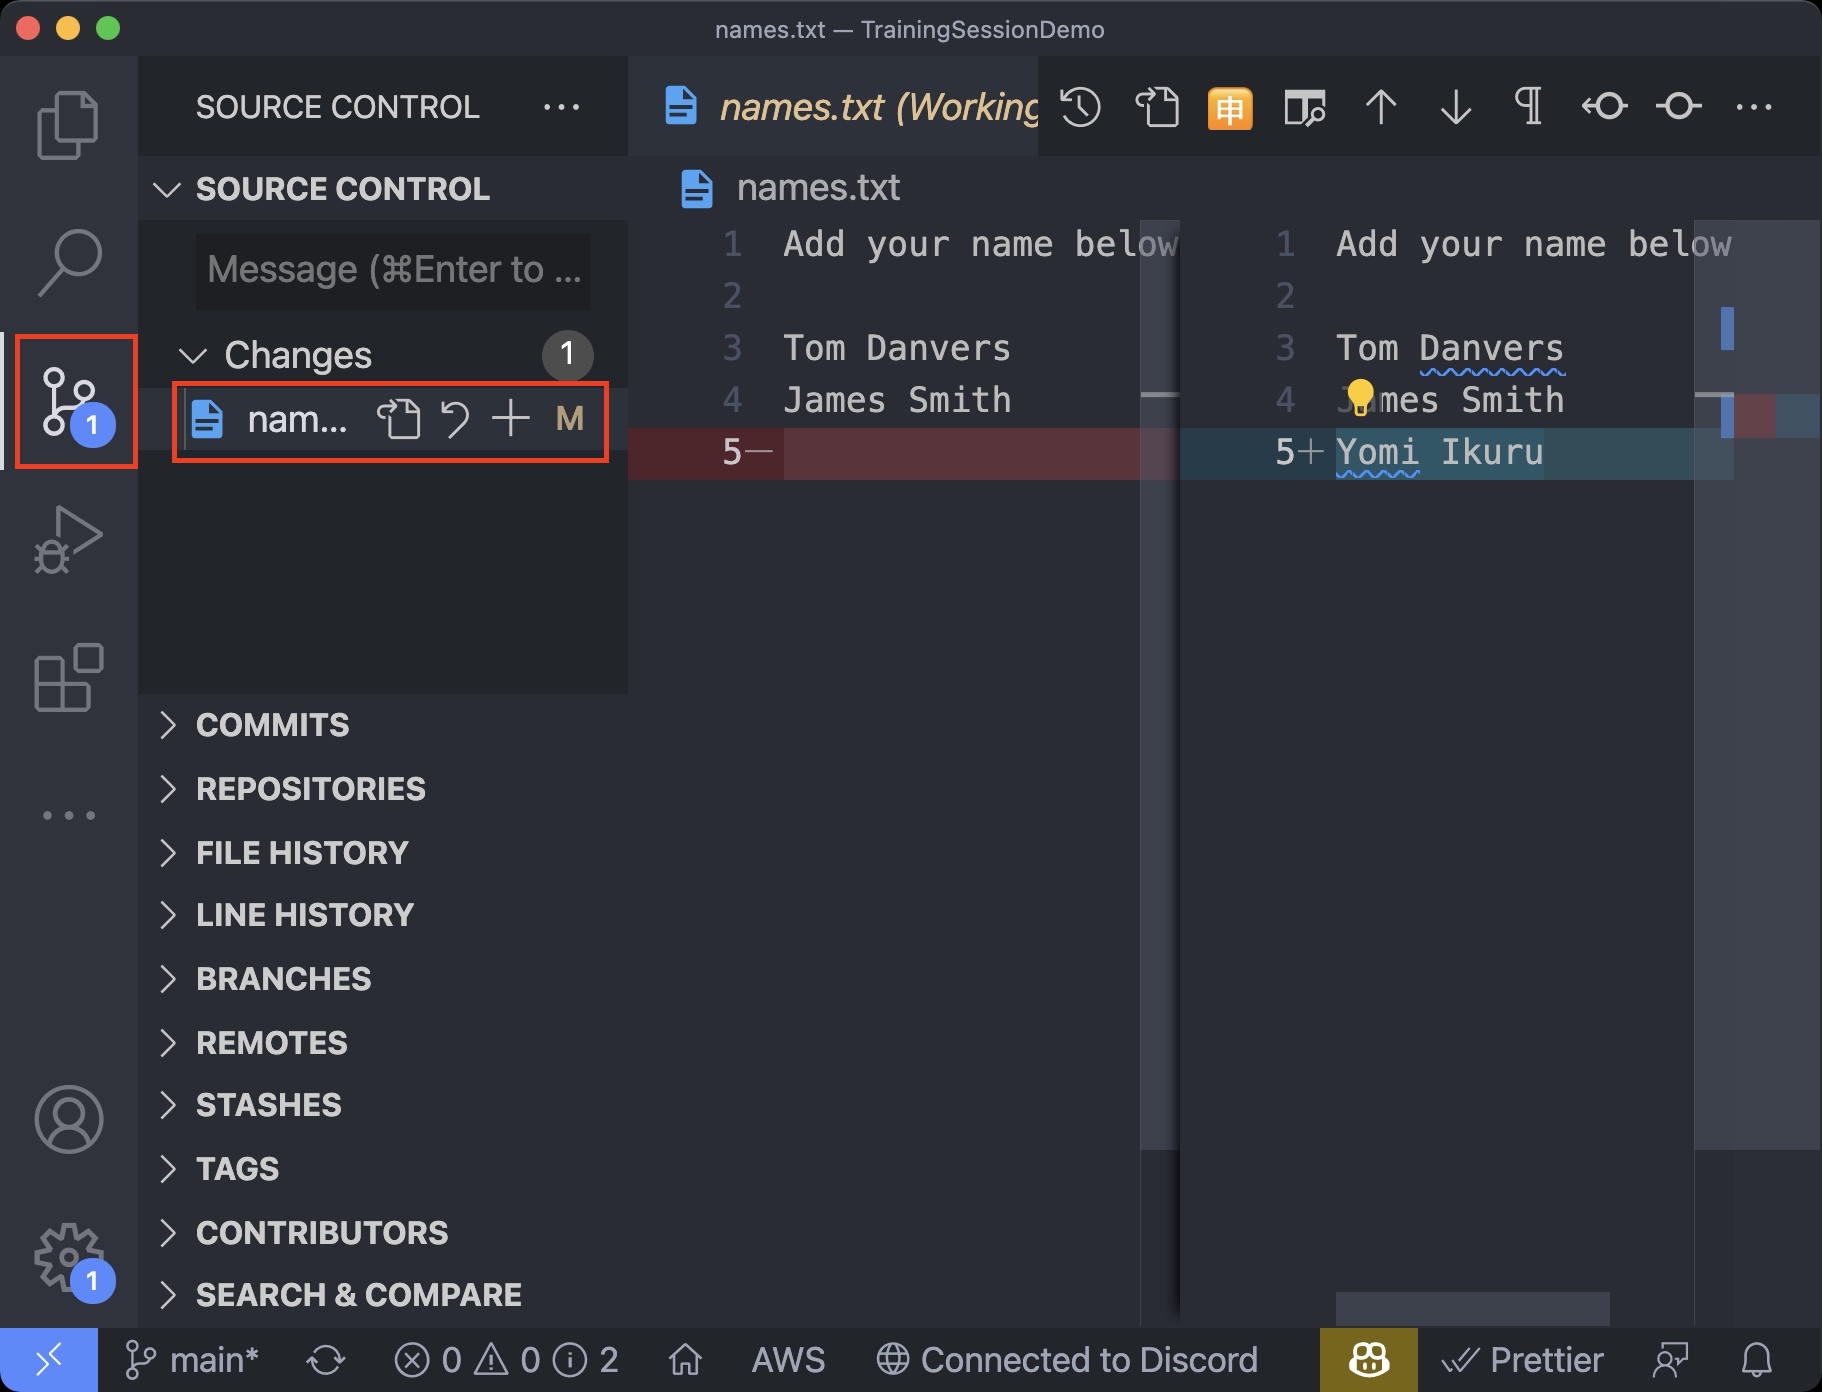 names.txt — TrainingSessionDemo
SOURCE CONTROL ···
names.txt (Working
SOURCE CONTROL
names.txt
Message (⌘Enter to ...
Changes 1
nam... M
1
1 Add your name below
2
3 Tom Danvers
4 James Smith
5—
1 Add your name below
2
3 Tom Danvers
4 James Smith
5+ Yomi Ikuru
COMMITS
REPOSITORIES
FILE HISTORY
LINE HISTORY
BRANCHES
REMOTES
STASHES
TAGS
CONTRIBUTORS
SEARCH & COMPARE
1
main* 0 0 2 AWS Connected to Discord Prettier
申